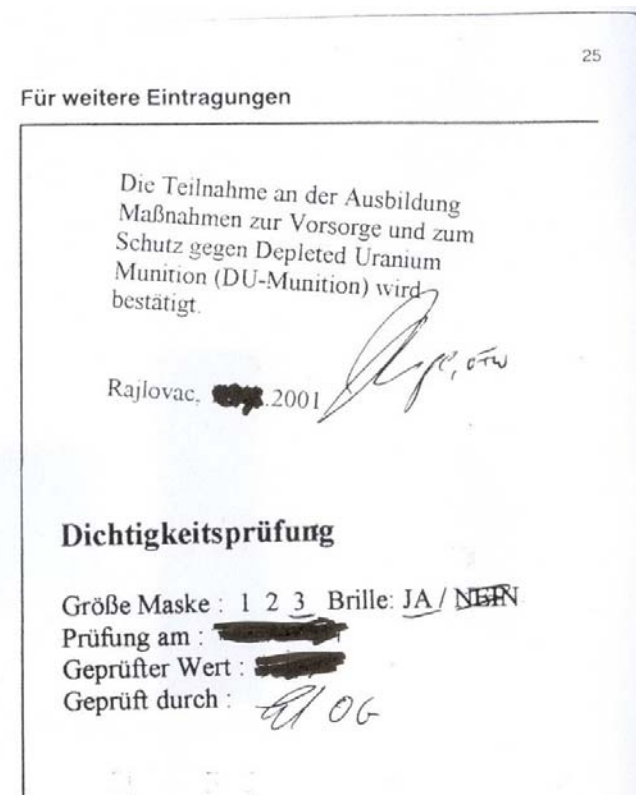 25
Für weitere Eintragungen
Die Teilnahme an der Ausbildung
Maßnahmen zur Vorsorge und zum
Schutz gegen Depleted Uranium
Munition (DU-Munition) wird
bestätigt.
Rajlovac, .2001
Dichtigkeitsprüfung
Größe Maske : 1 2 3 Brille: JA / NEIN
Prüfung am :
Geprüfter Wert :
Geprüft durch : OG